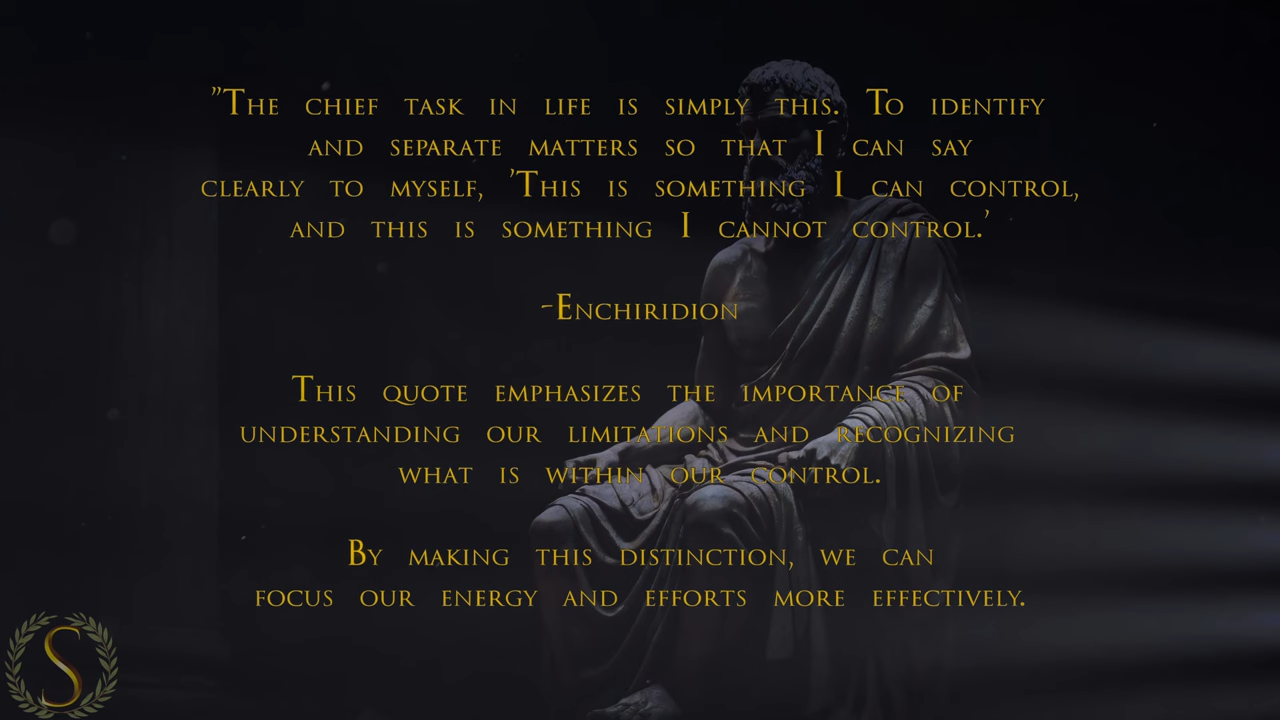 "The chief task in life is simply this. To identify
and separate matters so that I can say
clearly to myself, 'This is something I can control,
and this is something I cannot control.'
-Enchiridion
This quote emphasizes the importance of
understanding our limitations and recognizing
what is within our control.
By making this distinction, we can
focus our energy and efforts more effectively.
S